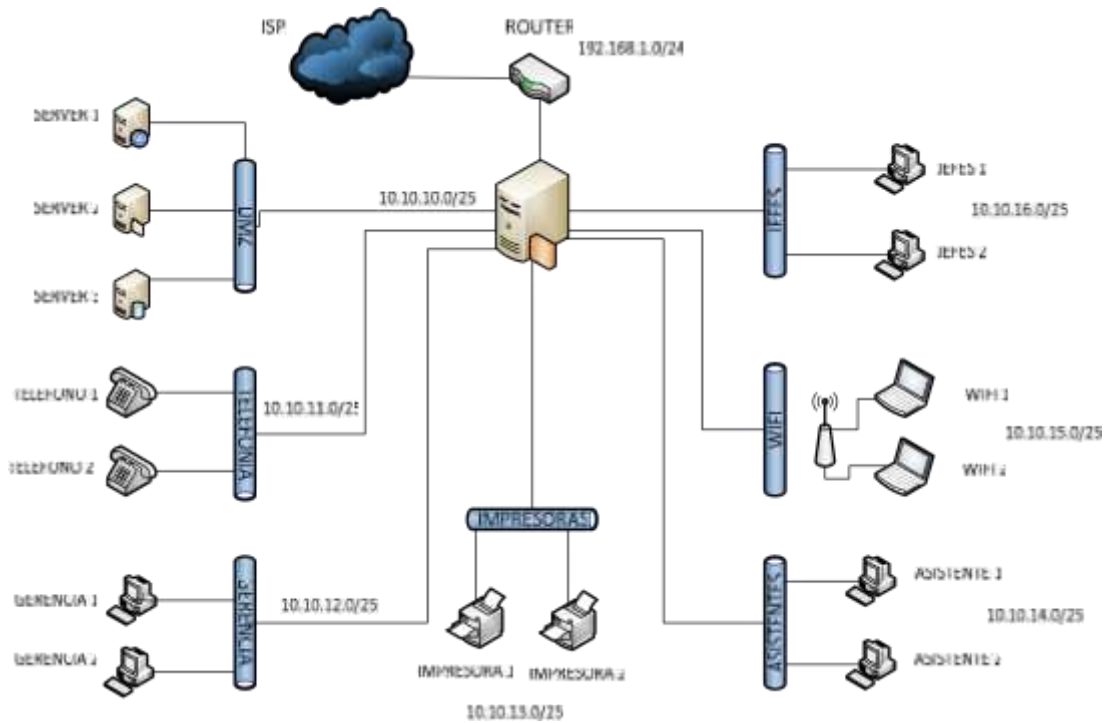 ISP
ROUTER
192.168.1.0/24
SERVER 1
SERVER 2
SERVER
DMZ
10.10.10.0/25
JEFES
JEFES 1
10.10.16.0/25
JEFES 2
TELEFONO 1
TELEFONO 2
TELEFONIA
10.10.11.0/25
WIFI
WIFI 1
10.10.15.0/25
WIFI 2
IMPRESORAS
IMPRESORA 1
IMPRESORA 2
10.10.13.0/25
GERENCIA 1
GERENCIA 2
GERENCIA
10.10.12.0/25
ASISTENTES
ASISTENTE 1
10.10.14.0/25
ASISTENTE 2